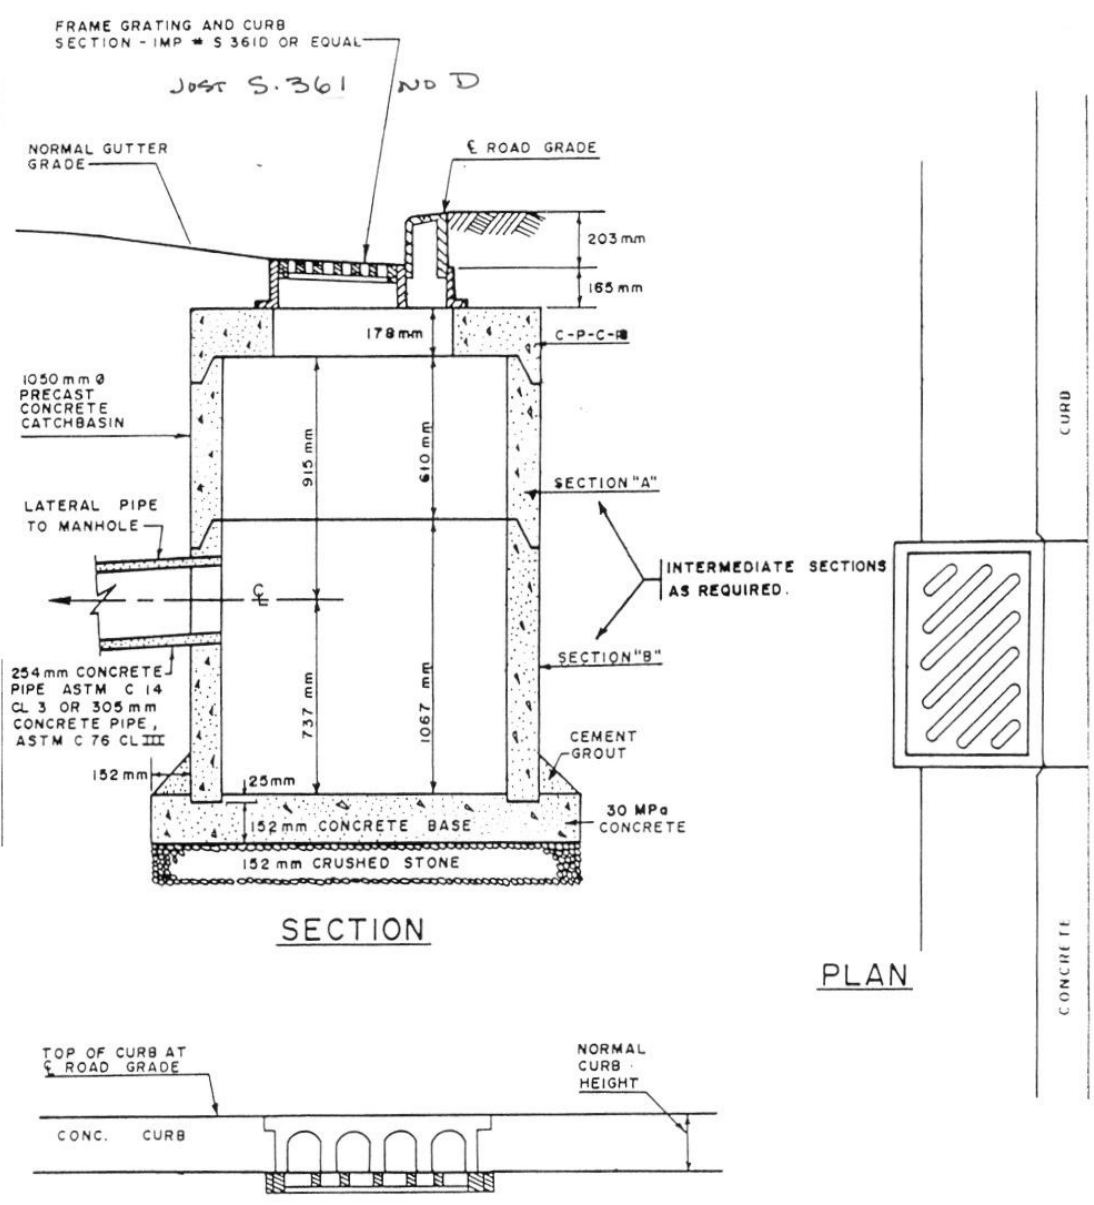 FRAME GRATING AND CURB
SECTION - IMP # S 361D OR EQUAL
JUST S.361 NO D
NORMAL GUTTER
GRADE
℄ ROAD GRADE
203 mm
165 mm
178 mm
C-P-C-R
1050 mm Ø
PRECAST
CONCRETE
CATCHBASIN
915 mm
610 mm
SECTION "A"
LATERAL PIPE
TO MANHOLE
℄
INTERMEDIATE SECTIONS
AS REQUIRED.
SECTION "B"
254 mm CONCRETE
PIPE ASTM C 14
CL 3 OR 305 mm
CONCRETE PIPE,
ASTM C 76 CL III
737 mm
1067 mm
CEMENT
GROUT
152 mm
25mm
152 mm CONCRETE BASE
30 MPa
CONCRETE
152 mm CRUSHED STONE
SECTION
CURB
CONCRETE
PLAN
TOP OF CURB AT
℄ ROAD GRADE
NORMAL
CURB
HEIGHT
CONC. CURB